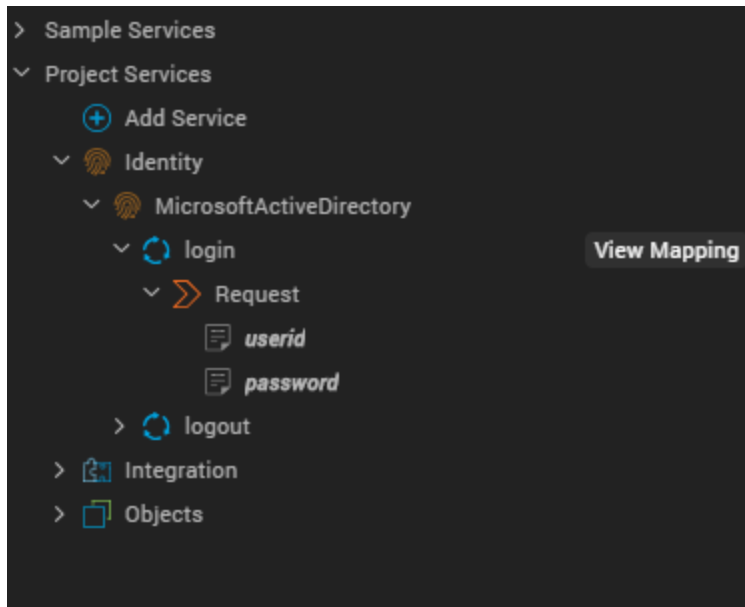 Sample Services
Project Services
Add Service
Identity
MicrosoftActiveDirectory
login View Mapping
Request
userid
password
logout
Integration
Objects